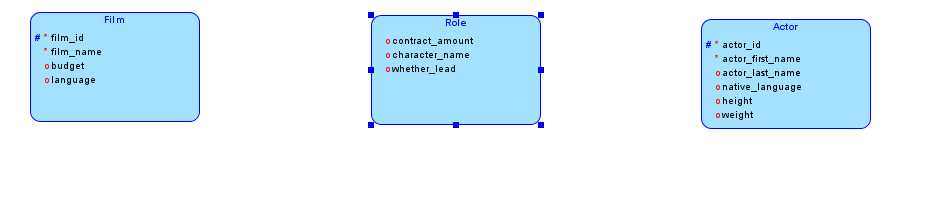 Film
# * film_id
* film_name
o budget
o language
Role
o contract_amount
o character_name
o whether_lead
Actor
# * actor_id
* actor_first_name
o actor_last_name
o native_language
o height
o weight